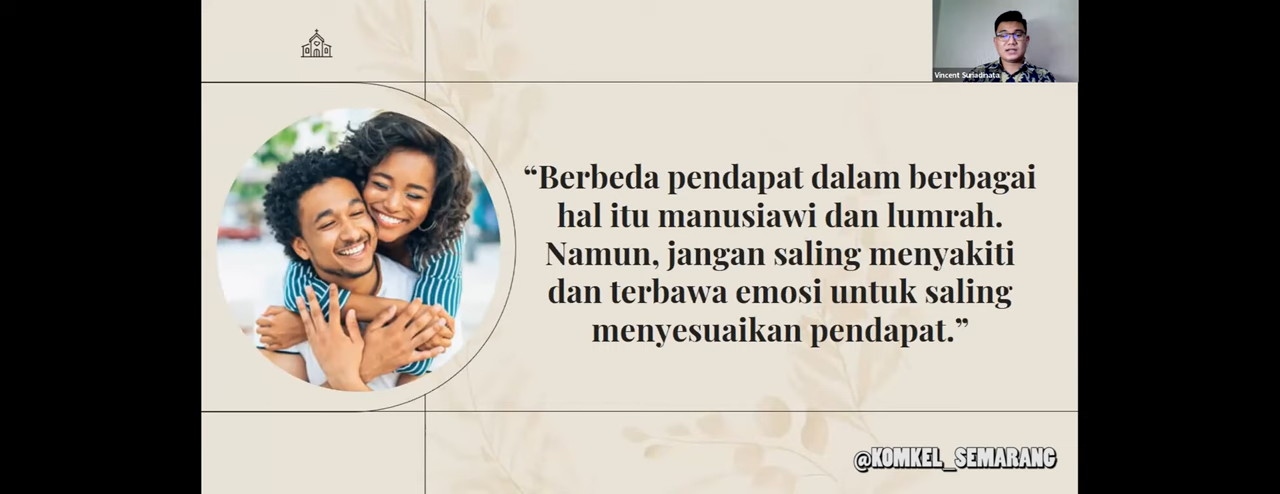 Vincent Suriadinata
“Berbeda pendapat dalam berbagai
hal itu manusiawi dan lumrah.
Namun, jangan saling menyakiti
dan terbawa emosi untuk saling
menyesuaikan pendapat.”
@KOMKEL_SEMARANG